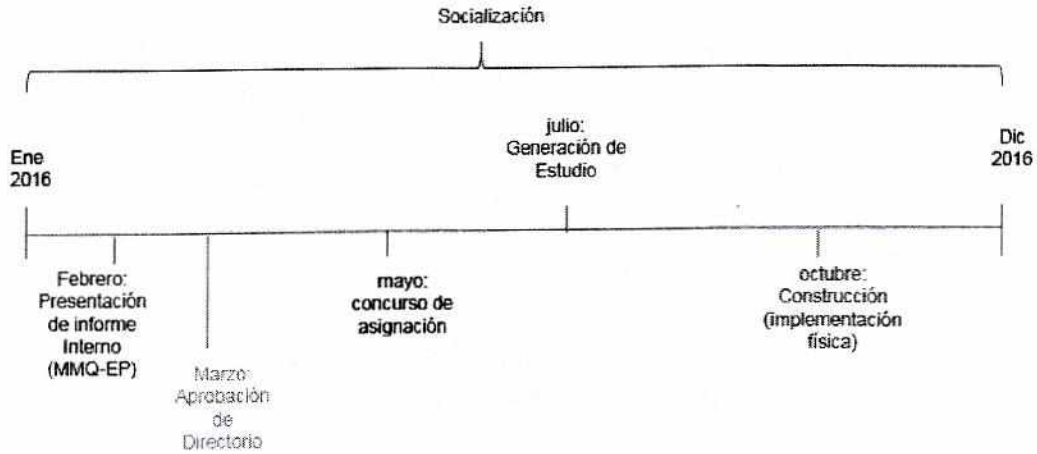 Socialización
Ene
2016
julio:
Generación de
Estudio
Dic
2016
Febrero:
Presentación
de informe
Interno
(MMQ-EP)
Marzo:
Aprobación
de
Directorio
mayo:
concurso de
asignación
octubre:
Construcción
(implementación
física)